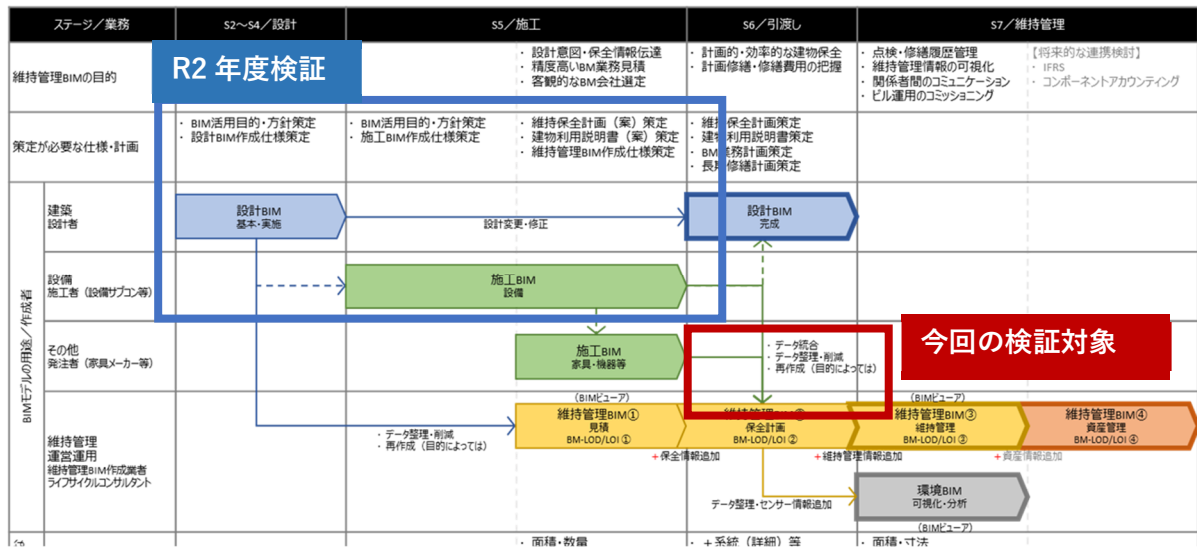 ステージ／業務
S2～S4／設計
S5／施工
S6／引渡し
S7／維持管理
R2 年度検証
維持管理BIMの目的
・ 設計意図・保全情報伝達
・ 精度高いBM業務見積
・ 客観的なBM会社選定
・ 計画的・効率的な建物保全
・ 計画修繕・修繕費用の把握
・ 点検・修繕履歴管理
・ 維持管理情報の可視化
・ 関係者間のコミュニケーション
・ ビル運用のコミッショニング
【将来的な連携検討】
・ IFRS
・ コンポーネントアカウンティング
策定が必要な仕様・計画
・ BIM活用目的・方針策定
・ 設計BIM作成仕様策定
・ BIM活用目的・方針策定
・ 施工BIM作成仕様策定
・ 維持保全計画（案）策定
・ 建物利用説明書（案）策定
・ 維持管理BIM作成仕様策定
・ 維持保全計画策定
・ 建物利用説明書策定
・ BM業務計画策定
・ 長期修繕計画策定
BIMモデルの用途／作成者
建築
設計者
設計BIM
基本・実施
設計変更・修正
設計BIM
完成
設備
施工者（設備サブコン等）
施工BIM
設備
その他
発注者（家具メーカー等）
施工BIM
家具・機器等
・ データ統合
・ データ整理・削減
・ 再作成（目的によっては）
今回の検証対象
維持管理
運営運用
維持管理BIM作成業者
ライフサイクルコンサルタント
・ データ整理・削減
・ 再作成（目的によっては）
(BIMビューア)
維持管理BIM①
見積
BM-LOD/LOI ①
+保全情報追加
維持管理BIM
保全計画
BM-LOD/LOI ②
+維持管理情報追加
(BIMビューア)
維持管理BIM③
維持管理
BM-LOD/LOI ③
+資産情報追加
維持管理BIM④
資産管理
BM-LOD/LOI ④
データ整理・センサー情報追加
環境BIM
可視化・分析
(BIMビューア)
・ 面積・数量
・ ＋系統（詳細）等
・ 面積・寸法